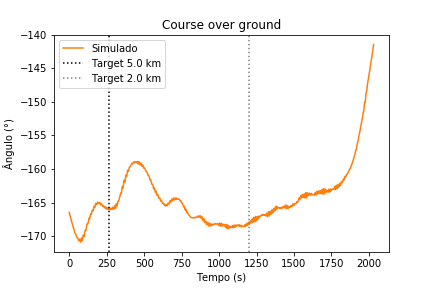 Course over ground
Simulado
Target 5.0 km
Target 2.0 km
Ângulo (°)
−140
−145
−150
−155
−160
−165
−170
0 250 500 750 1000 1250 1500 1750 2000
Tempo (s)